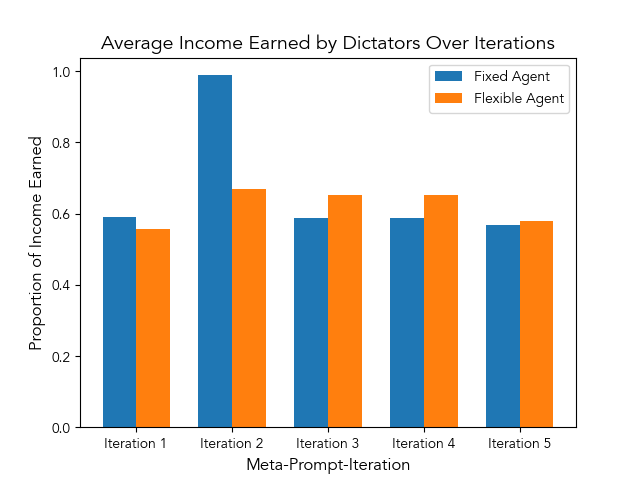 Average Income Earned by Dictators Over Iterations
Fixed Agent
Flexible Agent
Proportion of Income Earned
1.0
0.8
0.6
0.4
0.2
0.0
Iteration 1
Iteration 2
Iteration 3
Iteration 4
Iteration 5
Meta-Prompt-Iteration